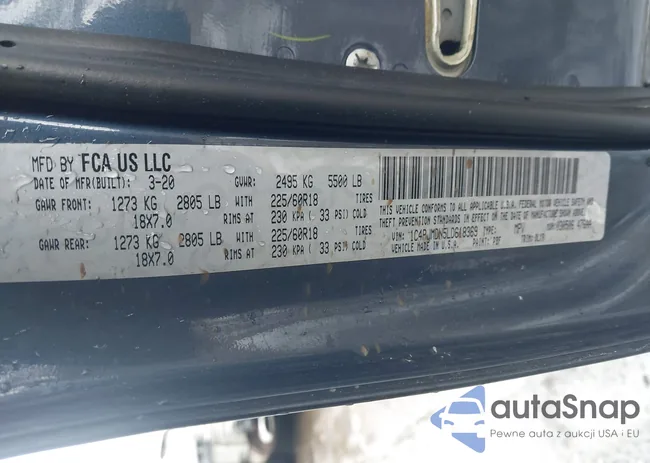 MFD BY FCA US LLC
DATE OF MFR(BUILT): 3-20 GVWR: 2495 KG 5500 LB
GAWR FRONT: 1273 KG 2805 LB WITH 225/60R18 TIRES
18X7.0 RIMS AT 230 KPA ( 33 PSI) COLD
GAWR REAR: 1273 KG 2805 LB WITH 225/60R18 TIRES
18X7.0 RIMS AT 230 KPA ( 33 PSI) COLD
THIS VEHICLE CONFORMS TO ALL APPLICABLE U.S.A. FEDERAL MOTOR VEHICLE SAFETY AND
THEFT PREVENTION STANDARDS IN EFFECT ON THE DATE OF MANUFACTURE SHOWN ABOVE.
VIN: TYPE: MPV
VEHICLE MADE IN U.S.A. PAINT: PBF
autaSnap
Pewne auta z aukcji USA i EU